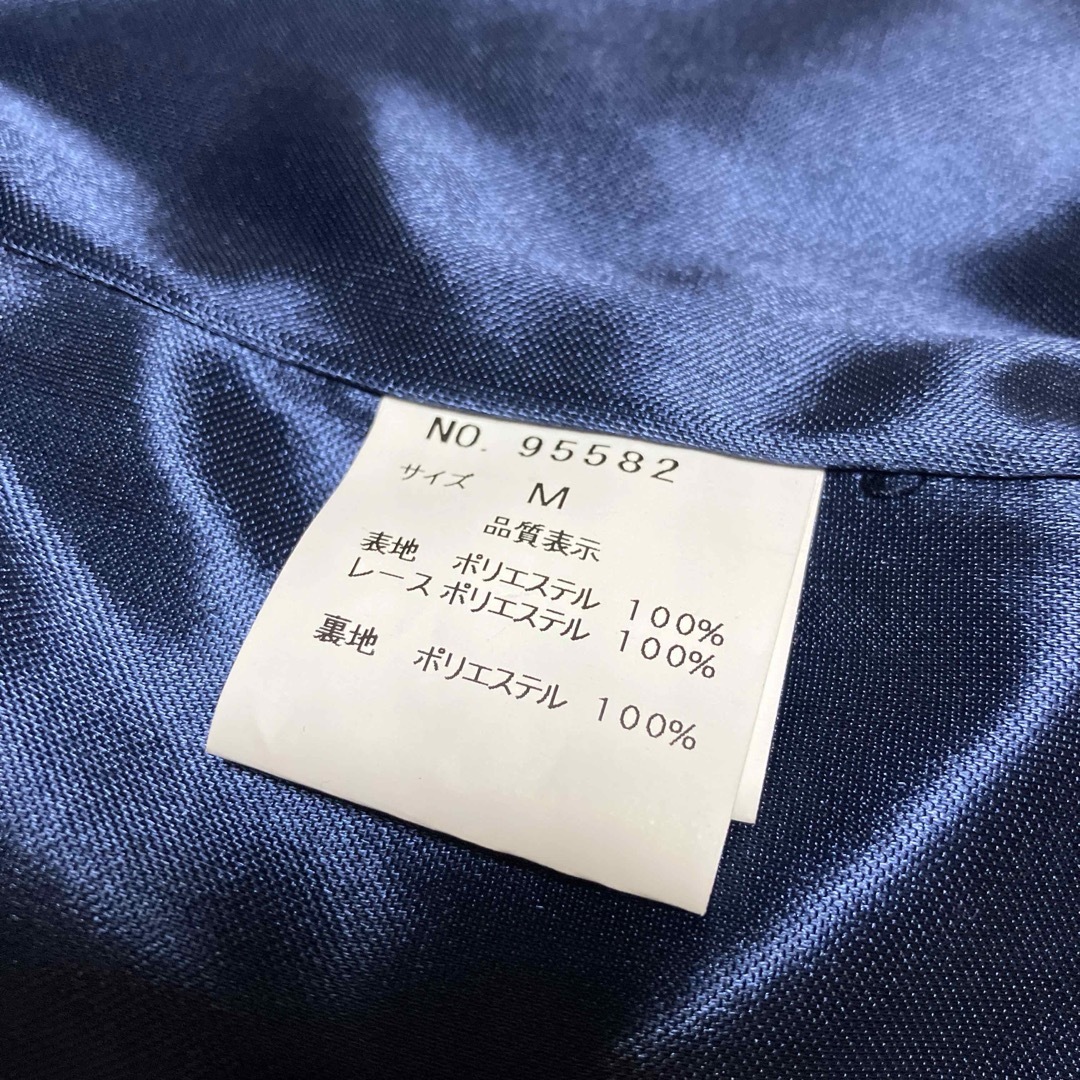 NO. 95582
サイズ M
品質表示
表地 ポリエステル 100%
レース ポリエステル 100%
裏地 ポリエステル 100%